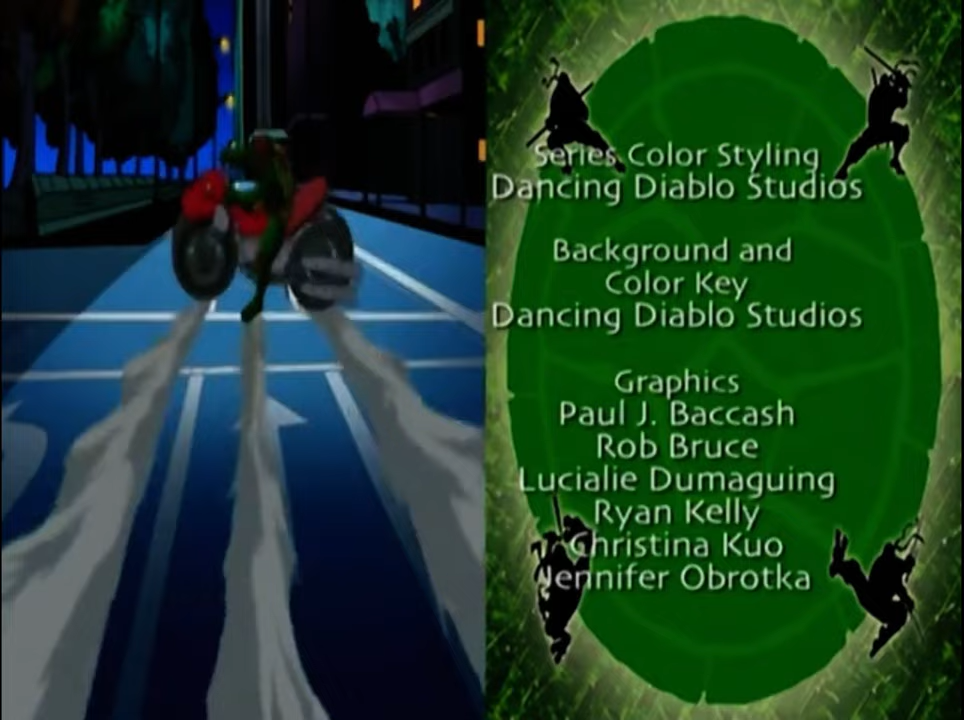 Series Color Styling
Dancing Diablo Studios
Background and
Color Key
Dancing Diablo Studios
Graphics
Paul J. Baccash
Rob Bruce
Lucialie Dumaguing
Ryan Kelly
Christina Kuo
Jennifer Obrotka